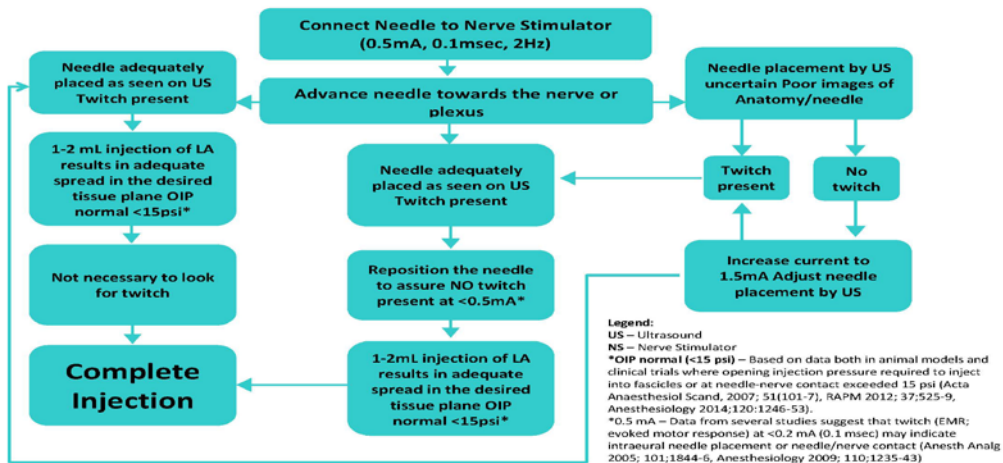 Connect Needle to Nerve Stimulator
(0.5mA, 0.1msec, 2Hz)
Needle adequately
placed as seen on US
Twitch present
Advance needle towards the nerve or
plexus
Needle placement by US
uncertain Poor images of
Anatomy/needle
1-2 mL injection of LA
results in adequate
spread in the desired
tissue plane OIP
normal <15psi*
Needle adequately
placed as seen on US
Twitch present
Twitch
present
No
twitch
Not necessary to look
for twitch
Reposition the needle
to assure NO twitch
present at <0.5mA*
Increase current to
1.5mA Adjust needle
placement by US
Complete
Injection
1-2mL injection of LA
results in adequate
spread in the desired
tissue plane OIP
normal <15psi*
Legend:
US – Ultrasound
NS – Nerve Stimulator
*OIP normal (<15 psi) – Based on data both in animal models and
clinical trials where opening injection pressure required to inject
into fascicles or at needle-nerve contact exceeded 15 psi (Acta
Anaesthesiol Scand, 2007; 51(101-7), RAPM 2012; 37;525-9,
Anesthesiology 2014;120:1246-53).
*0.5 mA – Data from several studies suggest that twitch (EMR;
evoked motor response) at <0.2 mA (0.1 msec) may indicate
intraeural needle placement or needle/nerve contact (Anesth Analg
2005; 101;1844-6, Anesthesiology 2009; 110;1235-43)